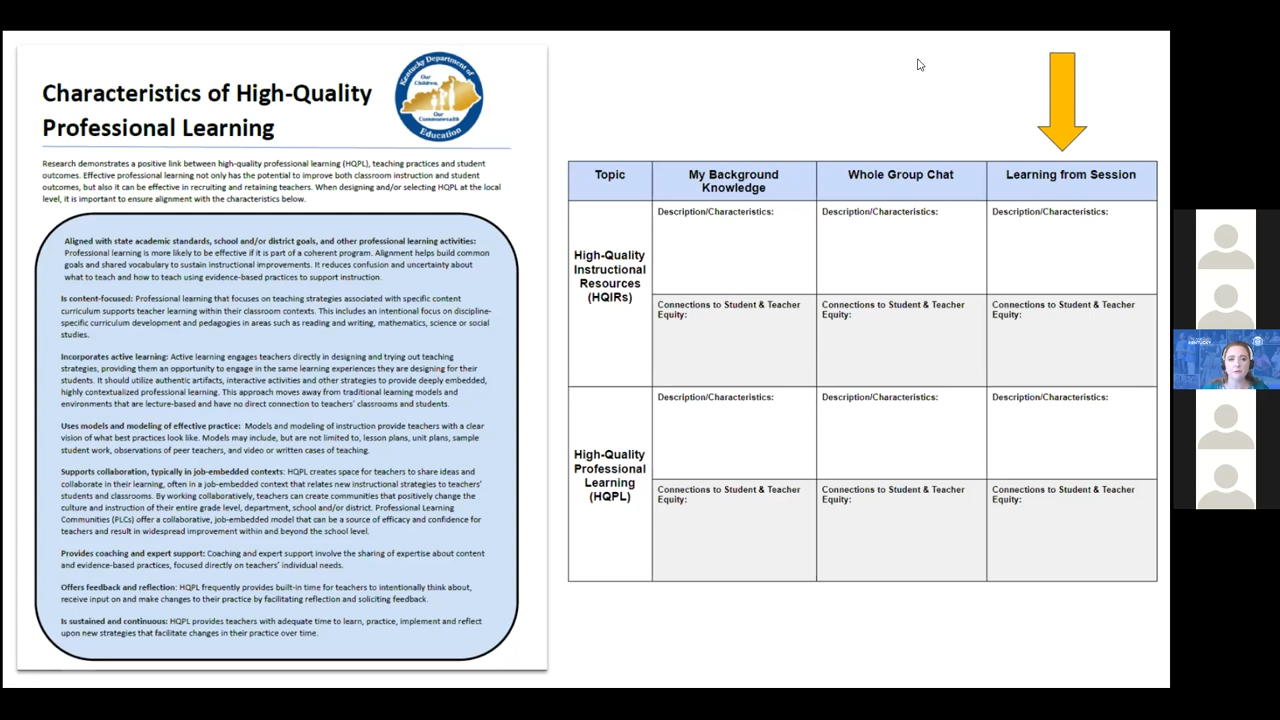 Characteristics of High-Quality
Professional Learning
Kentucky Department of
Education
Our
Children,
Our
Commonwealth
Research demonstrates a positive link between high-quality professional learning (HQPL), teaching practices and student
outcomes. Effective professional learning not only has the potential to improve both classroom instruction and student
outcomes, but also it can be effective in recruiting and retaining teachers. When designing and/or selecting HQPL at the local
level, it is important to ensure alignment with the characteristics below.
Aligned with state academic standards, school and/or district goals, and other professional learning activities:
Professional learning is more likely to be effective if it is part of a coherent program. Alignment helps build common
goals and shared vocabulary to sustain instructional improvements. It reduces confusion and uncertainty about
what to teach and how to teach using evidence-based practices to support instruction.
Is content-focused: Professional learning that focuses on teaching strategies associated with specific content
curriculum supports teacher learning within their classroom contexts. This includes an intentional focus on discipline-
specific curriculum development and pedagogies in areas such as reading and writing, mathematics, science or social
studies.
Incorporates active learning: Active learning engages teachers directly in designing and trying out teaching
strategies, providing them an opportunity to engage in the same learning experiences they are designing for their
students. It should utilize authentic artifacts, interactive activities and other strategies to provide deeply embedded,
highly contextualized professional learning. This approach moves away from traditional learning models and
environments that are lecture-based and have no direct connection to teachers' classrooms and students.
Uses models and modeling of effective practice: Models and modeling of instruction provide teachers with a clear
vision of what best practices look like. Models may include, but are not limited to, lesson plans, unit plans, sample
student work, observations of peer teachers, and video or written cases of teaching.
Supports collaboration, typically in job-embedded contexts: HQPL creates space for teachers to share ideas and
collaborate in their learning, often in a job-embedded context that relates new instructional strategies to teachers'
students and classrooms. By working collaboratively, teachers can create communities that positively change the
culture and instruction of their entire grade level, department, school and/or district. Professional Learning
Communities (PLCs) offer a collaborative, job-embedded model that can be a source of efficacy and confidence for
teachers and result in widespread improvement within and beyond the school level.
Provides coaching and expert support: Coaching and expert support involve the sharing of expertise about content
and evidence-based practices, focused directly on teachers' individual needs.
Offers feedback and reflection: HQPL frequently provides built-in time for teachers to intentionally think about,
receive input on and make changes to their practice by facilitating reflection and soliciting feedback.
Is sustained and continuous: HQPL provides teachers with adequate time to learn, practice, implement and reflect
upon new strategies that facilitate changes in their practice over time.
Topic
My Background
Knowledge
Whole Group Chat
Learning from Session
High-Quality
Instructional
Resources
(HQIRs)
Description/Characteristics:
Description/Characteristics:
Description/Characteristics:
Connections to Student & Teacher
Equity:
Connections to Student & Teacher
Equity:
Connections to Student & Teacher
Equity:
High-Quality
Professional
Learning
(HQPL)
Description/Characteristics:
Description/Characteristics:
Description/Characteristics:
Connections to Student & Teacher
Equity:
Connections to Student & Teacher
Equity:
Connections to Student & Teacher
Equity:
KENTUCKY